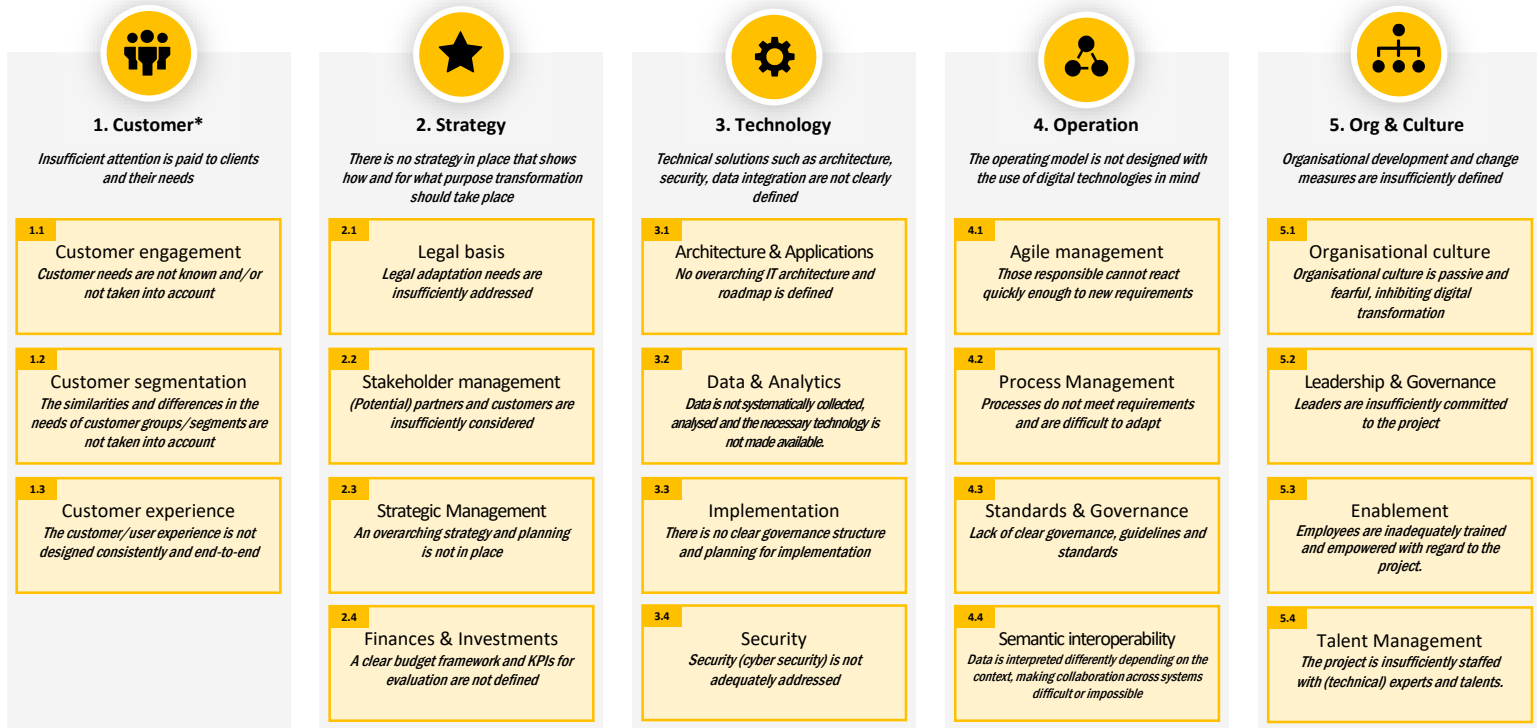 1. Customer*
Insufficient attention is paid to clients
and their needs
1.1
Customer engagement
Customer needs are not known and/or
not taken into account
1.2
Customer segmentation
The similarities and differences in the
needs of customer groups/segments are
not taken into account
1.3
Customer experience
The customer/user experience is not
designed consistently and end-to-end
2. Strategy
There is no strategy in place that shows
how and for what purpose transformation
should take place
2.1
Legal basis
Legal adaptation needs are
insufficiently addressed
2.2
Stakeholder management
(Potential) partners and customers are
insufficiently considered
2.3
Strategic Management
An overarching strategy and planning
is not in place
2.4
Finances & Investments
A clear budget framework and KPIs for
evaluation are not defined
3. Technology
Technical solutions such as architecture,
security, data integration are not clearly
defined
3.1
Architecture & Applications
No overarching IT architecture and
roadmap is defined
3.2
Data & Analytics
Data is not systematically collected,
analysed and the necessary technology is
not made available.
3.3
Implementation
There is no clear governance structure
and planning for implementation
3.4
Security
Security (cyber security) is not
adequately addressed
4. Operation
The operating model is not designed with
the use of digital technologies in mind
4.1
Agile management
Those responsible cannot react
quickly enough to new requirements
4.2
Process Management
Processes do not meet requirements
and are difficult to adapt
4.3
Standards & Governance
Lack of clear governance, guidelines and
standards
4.4
Semantic interoperability
Data is interpreted differently depending on the
context, making collaboration across systems
difficult or impossible
5. Org & Culture
Organisational development and change
measures are insufficiently defined
5.1
Organisational culture
Organisational culture is passive and
fearful, inhibiting digital
transformation
5.2
Leadership & Governance
Leaders are insufficiently committed
to the project
5.3
Enablement
Employees are inadequately trained
and empowered with regard to the
project.
5.4
Talent Management
The project is insufficiently staffed
with (technical) experts and talents.